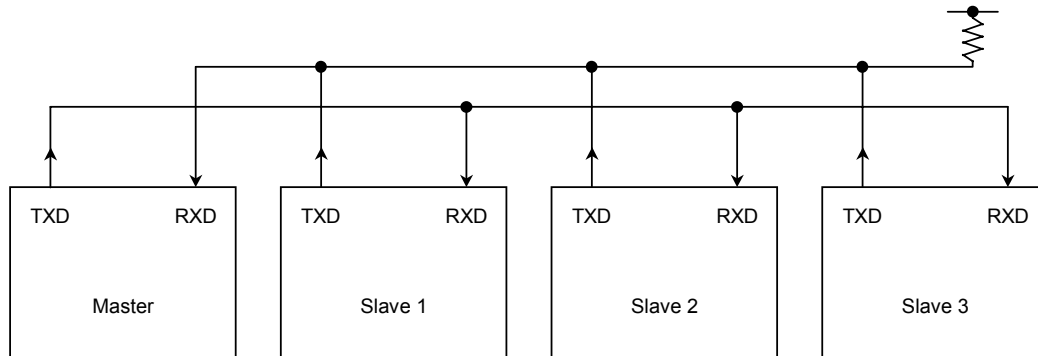 TXD RXD TXD RXD TXD RXD TXD RXD
Master Slave 1 Slave 2 Slave 3